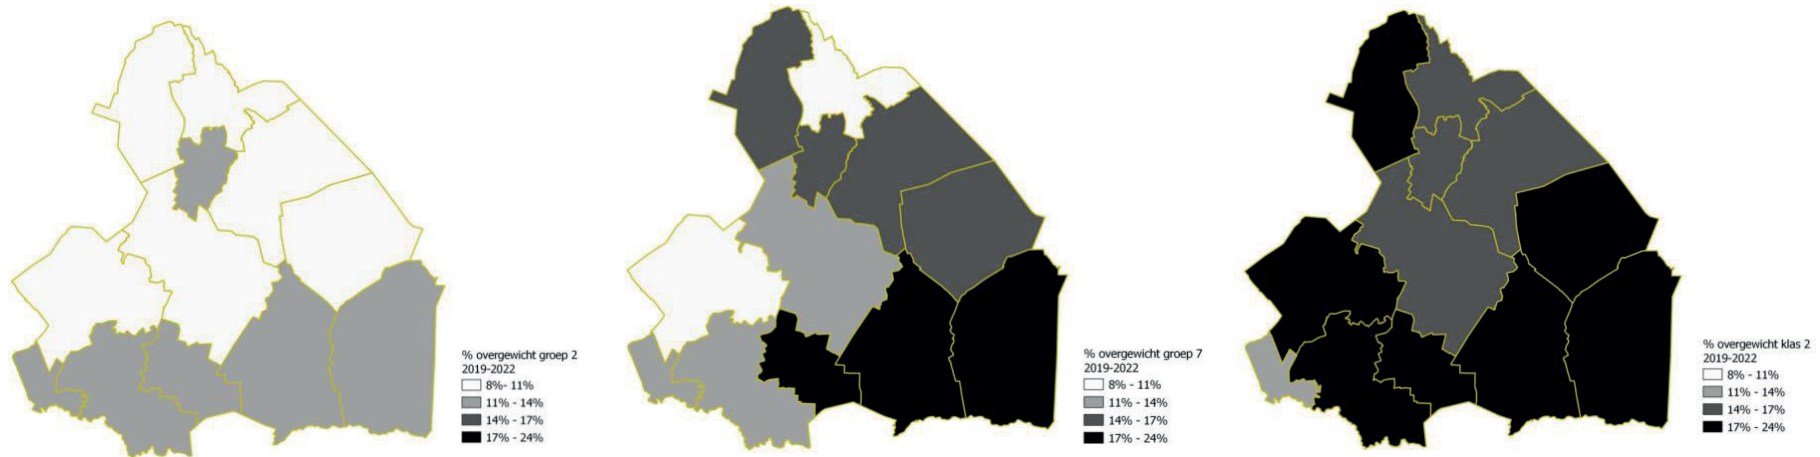 % overgewicht groep 2
2019-2022
8%- 11%
11% - 14%
14% - 17%
17% - 24%
% overgewicht groep 7
2019-2022
8% - 11%
11% - 14%
14% - 17%
17% - 24%
% overgewicht klas 2
2019-2022
8% - 11%
11% - 14%
14% - 17%
17% - 24%